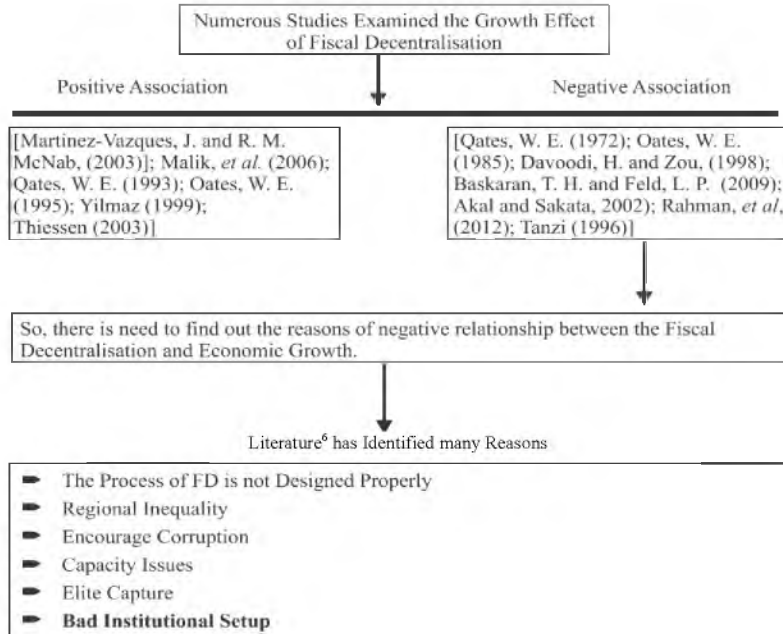 Numerous Studies Examined the Growth Effect
of Fiscal Decentralisation
Positive Association
Negative Association
[Martinez-Vazques, J. and R. M.
McNab, (2003)]; Malik, et al. (2006);
Qates, W. E. (1993); Oates, W. E.
(1995); Yilmaz (1999);
Thiessen (2003)]
[Qates, W. E. (1972); Oates, W. E.
(1985); Davoodi, H. and Zou, (1998);
Baskaran, T. H. and Feld, L. P. (2009);
Akal and Sakata, 2002); Rahman, et al,
(2012); Tanzi (1996)]
So, there is need to find out the reasons of negative relationship between the Fiscal
Decentralisation and Economic Growth.
Literature⁶ has Identified many Reasons
The Process of FD is not Designed Properly
Regional Inequality
Encourage Corruption
Capacity Issues
Elite Capture
Bad Institutional Setup